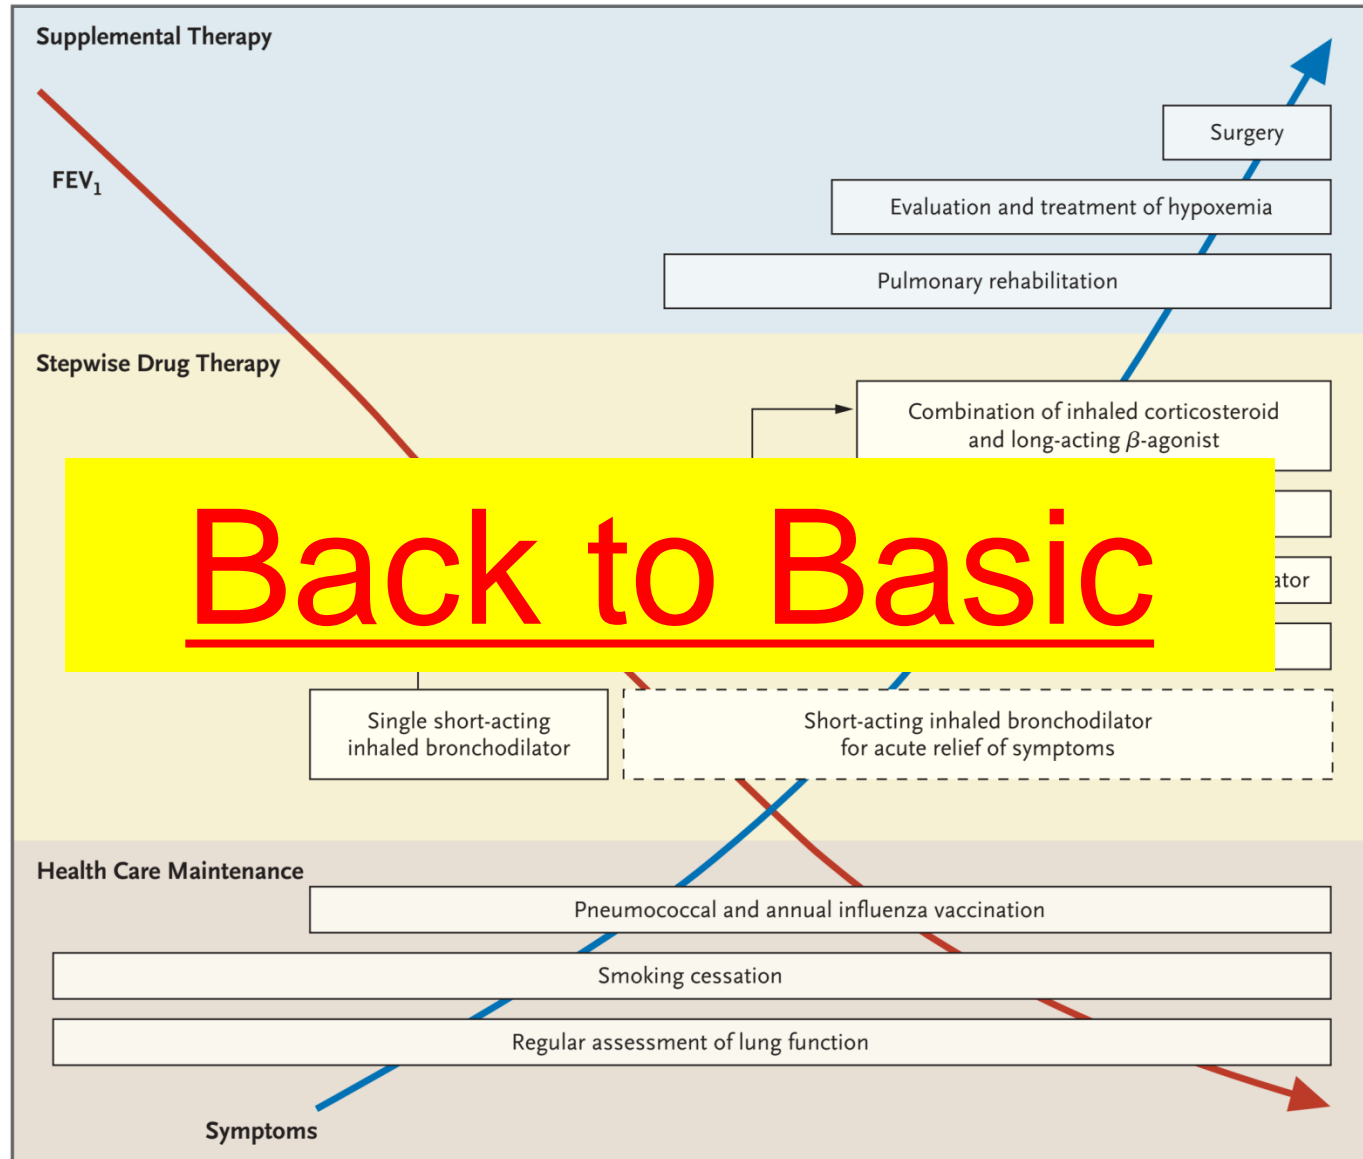 Supplemental Therapy
Surgery
FEV1
Evaluation and treatment of hypoxemia
Pulmonary rehabilitation
Stepwise Drug Therapy
Combination of inhaled corticosteroid
and long-acting β-agonist
Back to Basic
ator
Single short-acting
inhaled bronchodilator
Short-acting inhaled bronchodilator
for acute relief of symptoms
Health Care Maintenance
Pneumococcal and annual influenza vaccination
Smoking cessation
Regular assessment of lung function
Symptoms